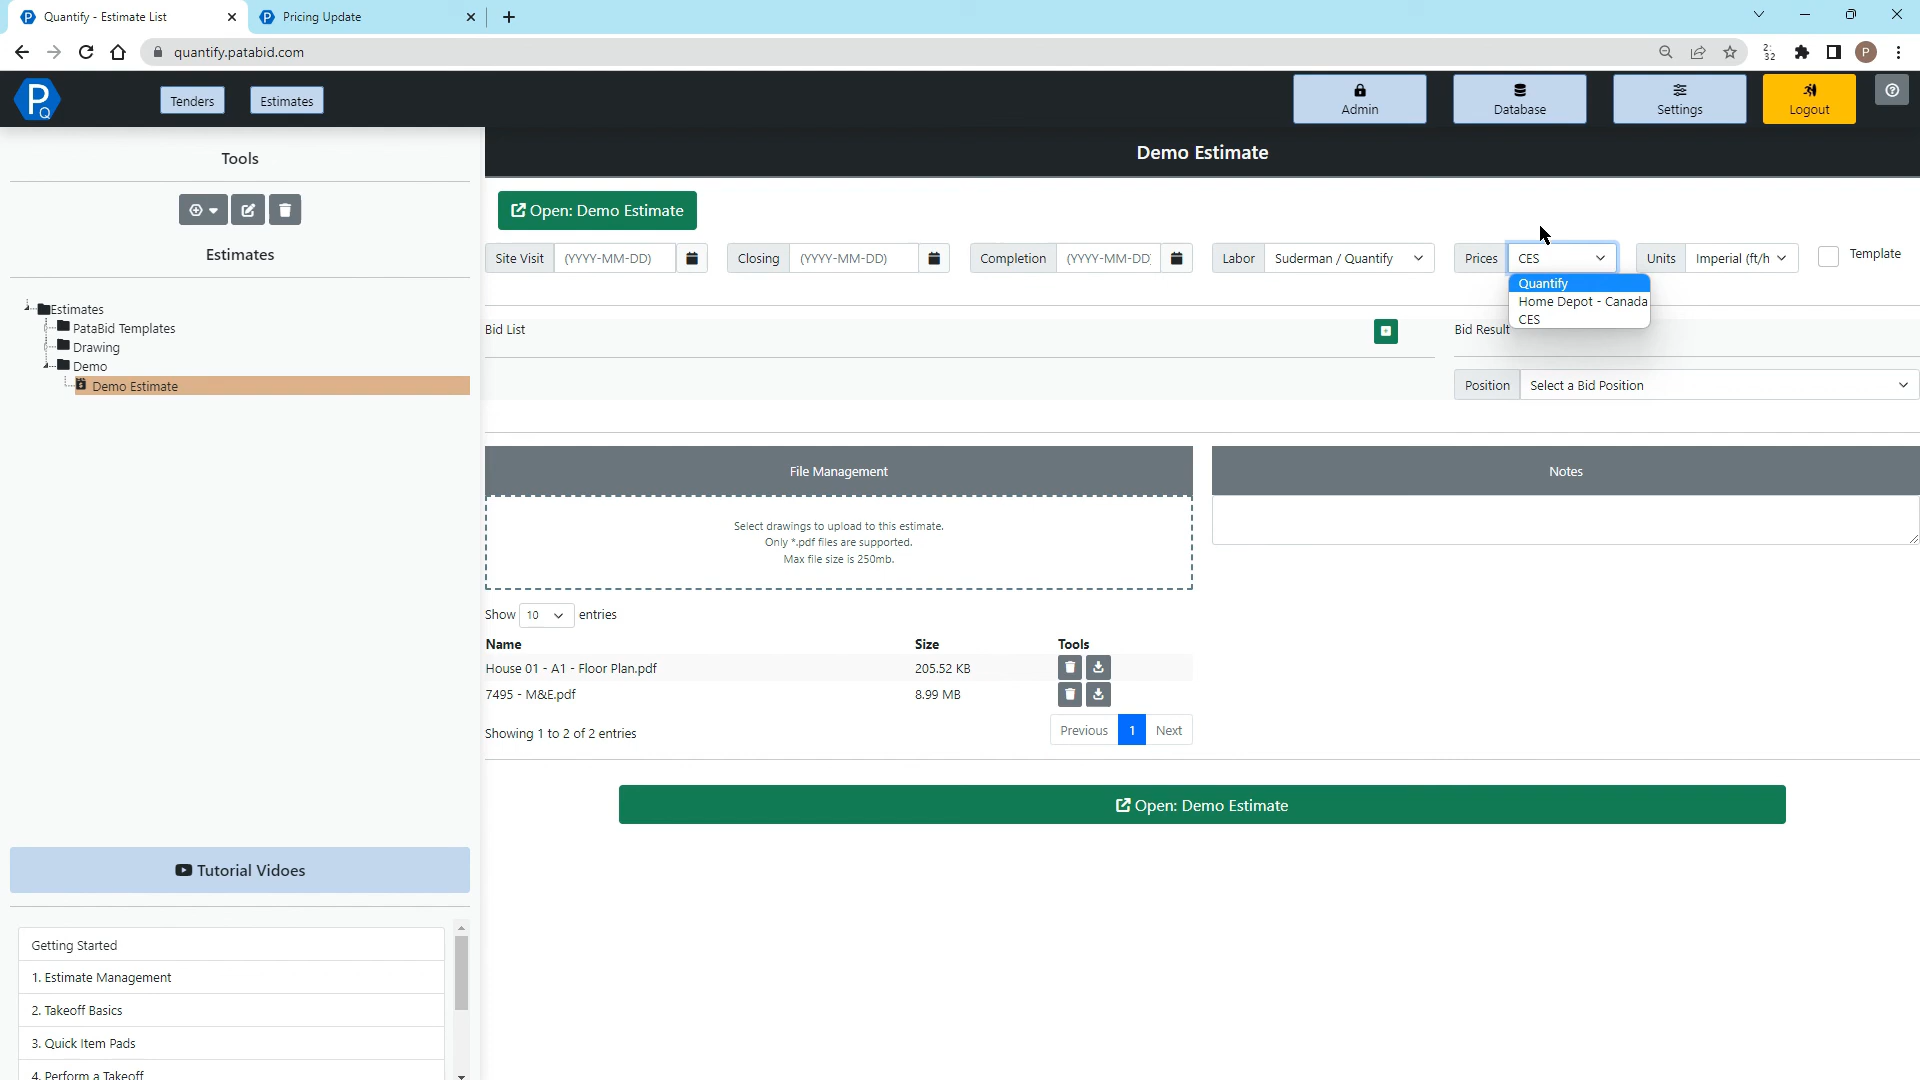 Quantify - Estimate List
Pricing Update
quantify.patabid.com
2:
32
P
PQ
Tenders
Estimates
Admin
Database
Settings
Logout
Tools
Demo Estimate
Open: Demo Estimate
Estimates
Site Visit (YYYY-MM-DD)
Closing (YYYY-MM-DD)
Completion (YYYY-MM-DD
Labor Suderman / Quantify
Prices CES
Units Imperial (ft/h
Template
Quantify
Home Depot - Canada
CES
Estimates
PataBid Templates
Drawing
Demo
Demo Estimate
Bid List
Bid Result
Position Select a Bid Position
File Management
Notes
Select drawings to upload to this estimate.
Only *.pdf files are supported.
Max file size is 250mb.
Show 10 entries
Name Size Tools
House 01 - A1 - Floor Plan.pdf 205.52 KB
7495 - M&E.pdf 8.99 MB
Showing 1 to 2 of 2 entries
Previous 1 Next
Open: Demo Estimate
Tutorial Vidoes
Getting Started
1. Estimate Management
2. Takeoff Basics
3. Quick Item Pads
4. Perform a Takeoff